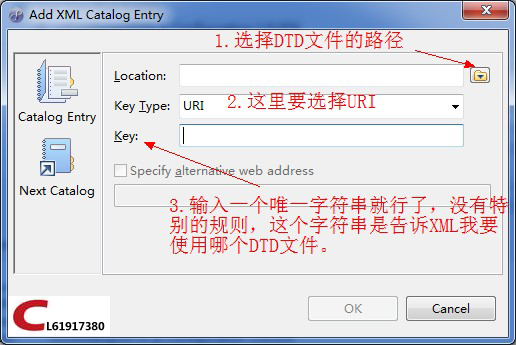 Add XML Catalog Entry
1.选择DTD文件的路径
Location:
Catalog Entry
Key Type:
URI
2.这里要选择URI
Key:
Next Catalog
Specify alternative web address
3.输入一个唯一字符串就行了，没有特
别的规则，这个字符串是告诉XML我要
使用哪个DTD文件。
CL61917380
OK
Cancel